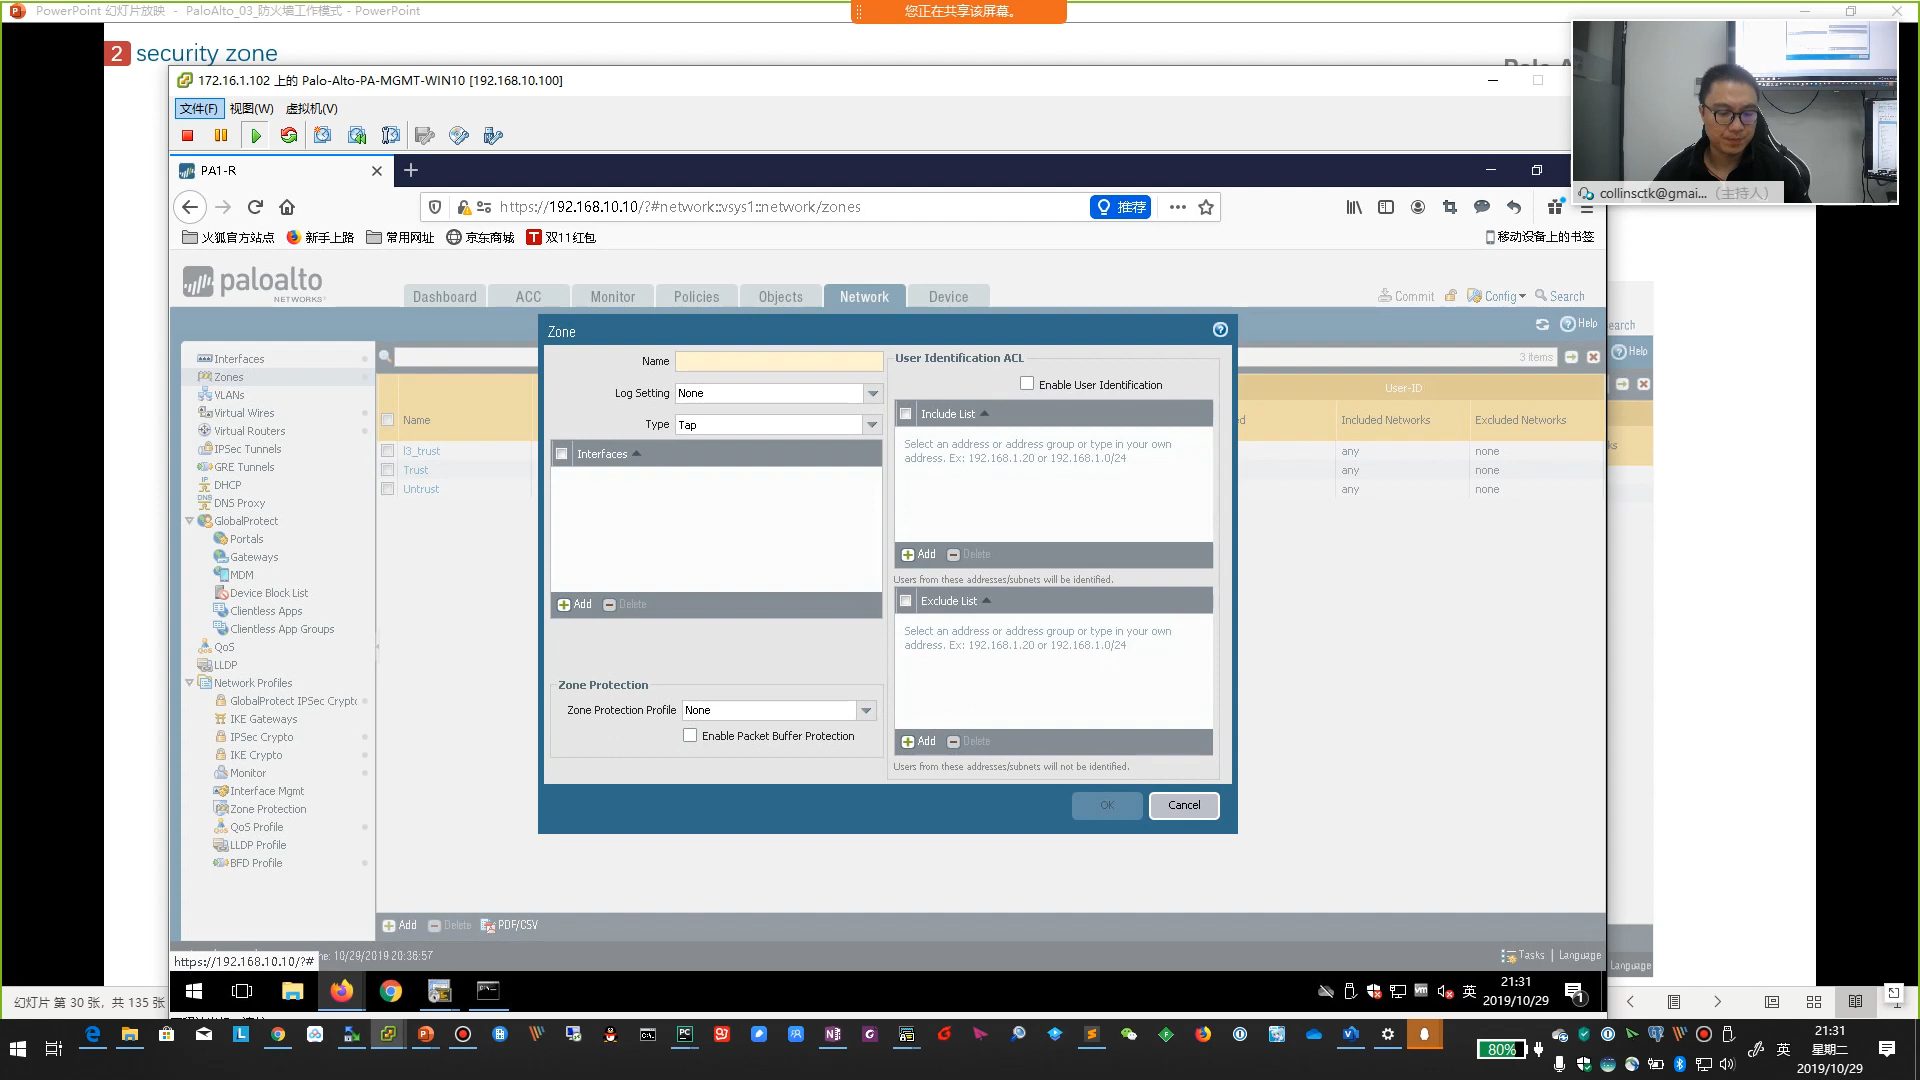 PowerPoint 幻灯片放映 - PaloAlto_03_防火墙工作模式 - PowerPoint
您正在共享该屏幕。
2 security zone
172.16.1.102 上的 Palo-Alto-PA-MGMT-WIN10 [192.168.10.100]
文件(F) 视图(W) 虚拟机(V)
collinsctk@gmai... (主持人)
PA1-R
https://192.168.10.10/?#network::vsys1::network/zones
推荐
火狐官方站点 新手上路 常用网址 京东商城 双11红包
移动设备上的书签
paloalto
NETWORKS
Dashboard ACC Monitor Policies Objects Network Device
Commit Config Search
Help
earch
Help
Interfaces
Zones
VLANs
Virtual Wires
Virtual Routers
IPSec Tunnels
GRE Tunnels
DHCP
DNS Proxy
GlobalProtect
Portals
Gateways
MDM
Device Block List
Clientless Apps
Clientless App Groups
QoS
LLDP
Network Profiles
GlobalProtect IPSec Crypto
IKE Gateways
IPSec Crypto
IKE Crypto
Monitor
Interface Mgmt
Zone Protection
QoS Profile
LLDP Profile
BFD Profile
3 items
User-ID
Name
Included Networks Excluded Networks
l3_trust any none
Trust any none
Untrust any none
Zone
Name
Log Setting None
Type Tap
Interfaces
Add Delete
Zone Protection
Zone Protection Profile None
Enable Packet Buffer Protection
User Identification ACL
Enable User Identification
Include List
Select an address or address group or type in your own
address. Ex: 192.168.1.20 or 192.168.1.0/24
Add Delete
Users from these addresses/subnets will be identified.
Exclude List
Select an address or address group or type in your own
address. Ex: 192.168.1.20 or 192.168.1.0/24
Add Delete
Users from these addresses/subnets will not be identified.
OK Cancel
Add Delete PDF/CSV
https://192.168.10.10/?#
me: 10/29/2019 20:36:57
Tasks | Language
Language
英
21:31
2019/10/29
1
幻灯片 第 30 张，共 135 张
80%
英
21:31
星期二
2019/10/29